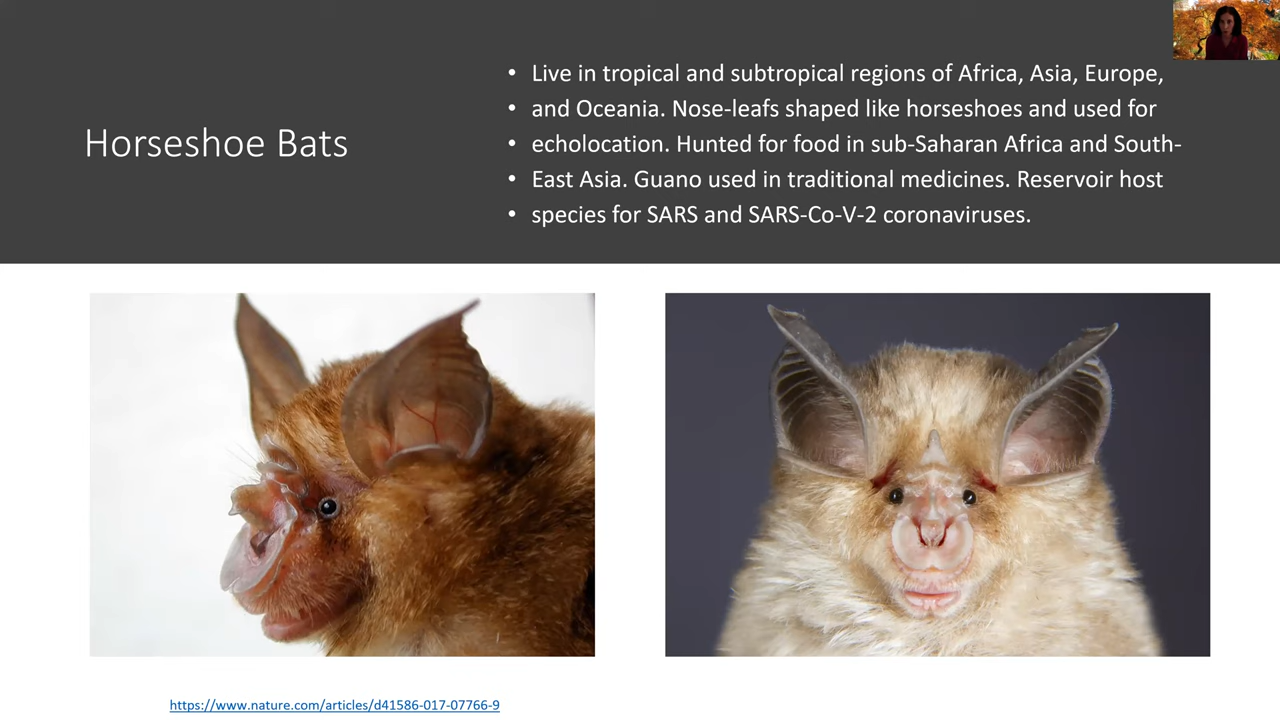 Horseshoe Bats
• Live in tropical and subtropical regions of Africa, Asia, Europe,
• and Oceania. Nose-leafs shaped like horseshoes and used for
• echolocation. Hunted for food in sub-Saharan Africa and South-
• East Asia. Guano used in traditional medicines. Reservoir host
• species for SARS and SARS-Co-V-2 coronaviruses.
https://www.nature.com/articles/d41586-017-07766-9